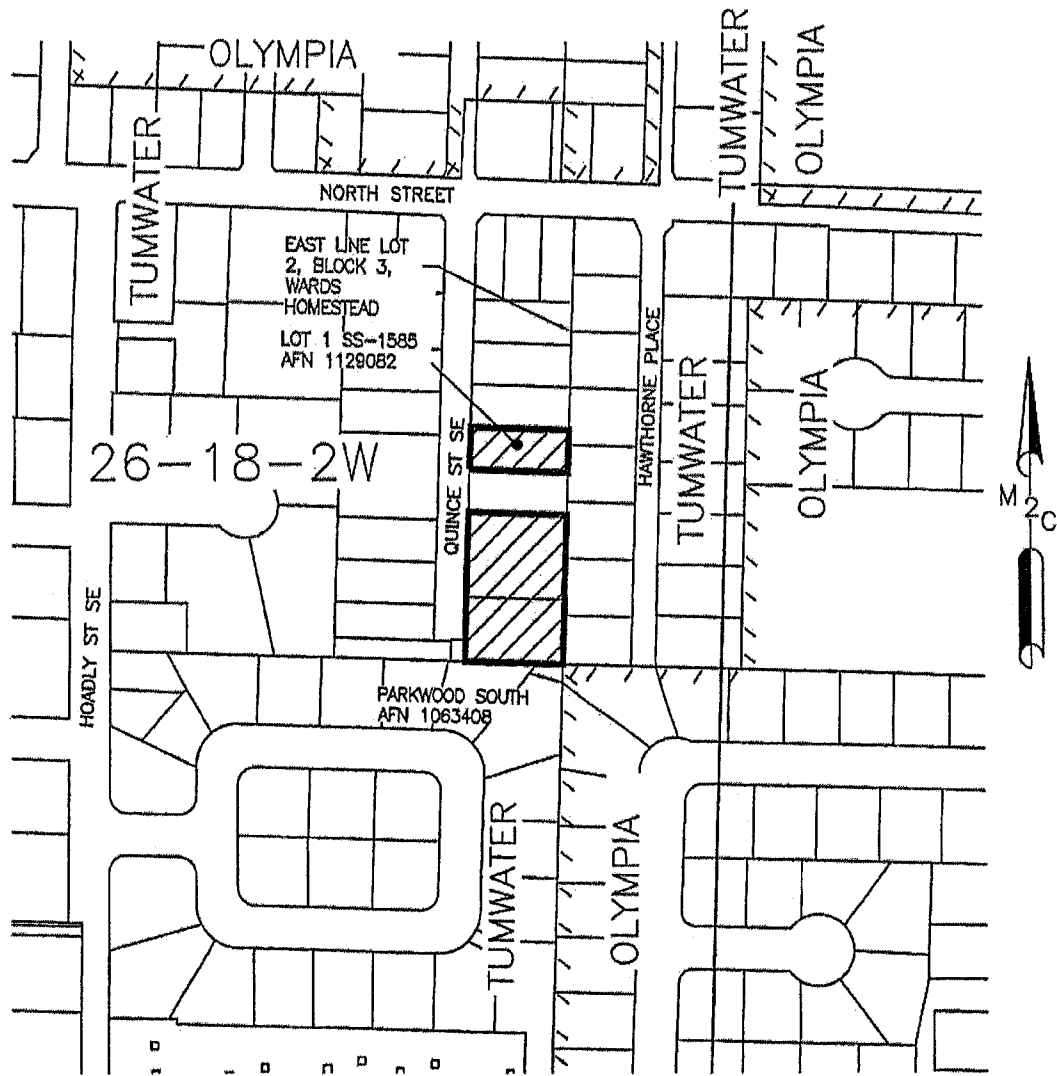 OLYMPIA
TUMWATER
OLYMPIA
TUMWATER
NORTH STREET
EAST LINE LOT
2, BLOCK 3,
WARDS
HOMESTEAD
LOT 1 SS-1585
AFN 1129082
HAWTHORNE PLACE
TUMWATER
OLYMPIA
26-18-2W
QUINCE ST SE
M2C
HOADLY ST SE
PARKWOOD SOUTH
AFN 1063408
TUMWATER
OLYMPIA